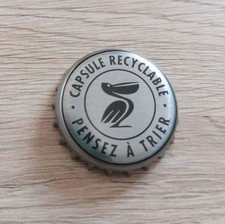 CAPSULE RECYCLABLE
PENSEZ À TRIER